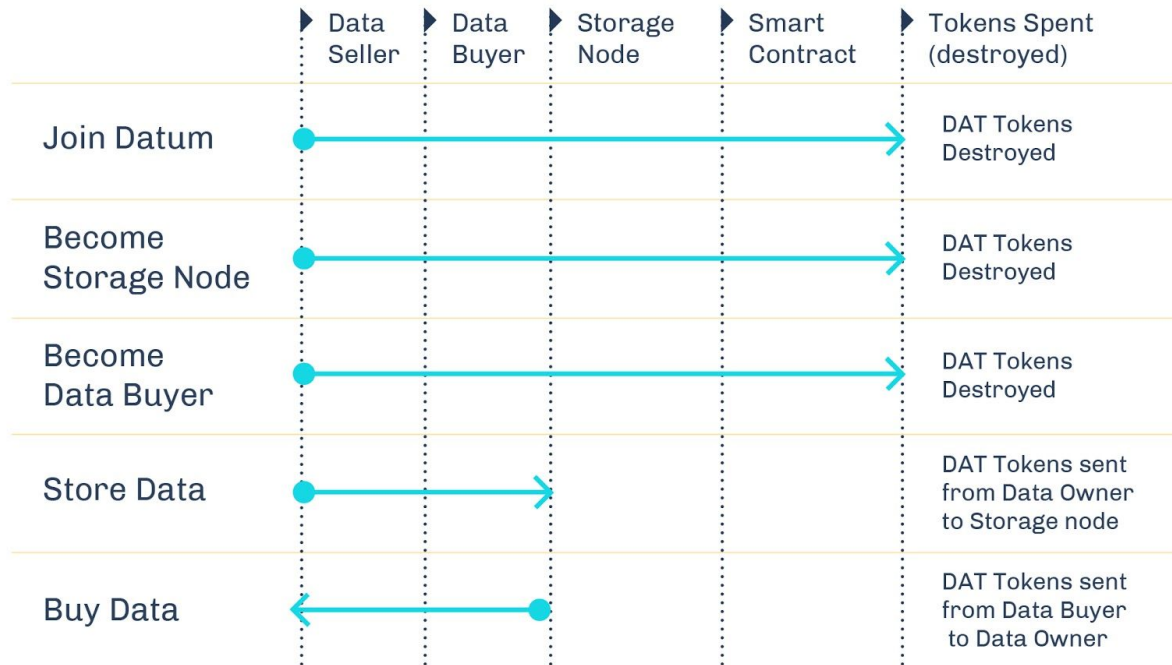 Data
Seller
Data
Buyer
Storage
Node
Smart
Contract
Tokens Spent
(destroyed)
Join Datum
DAT Tokens
Destroyed
Become
Storage Node
DAT Tokens
Destroyed
Become
Data Buyer
DAT Tokens
Destroyed
Store Data
DAT Tokens sent
from Data Owner
to Storage node
Buy Data
DAT Tokens sent
from Data Buyer
to Data Owner